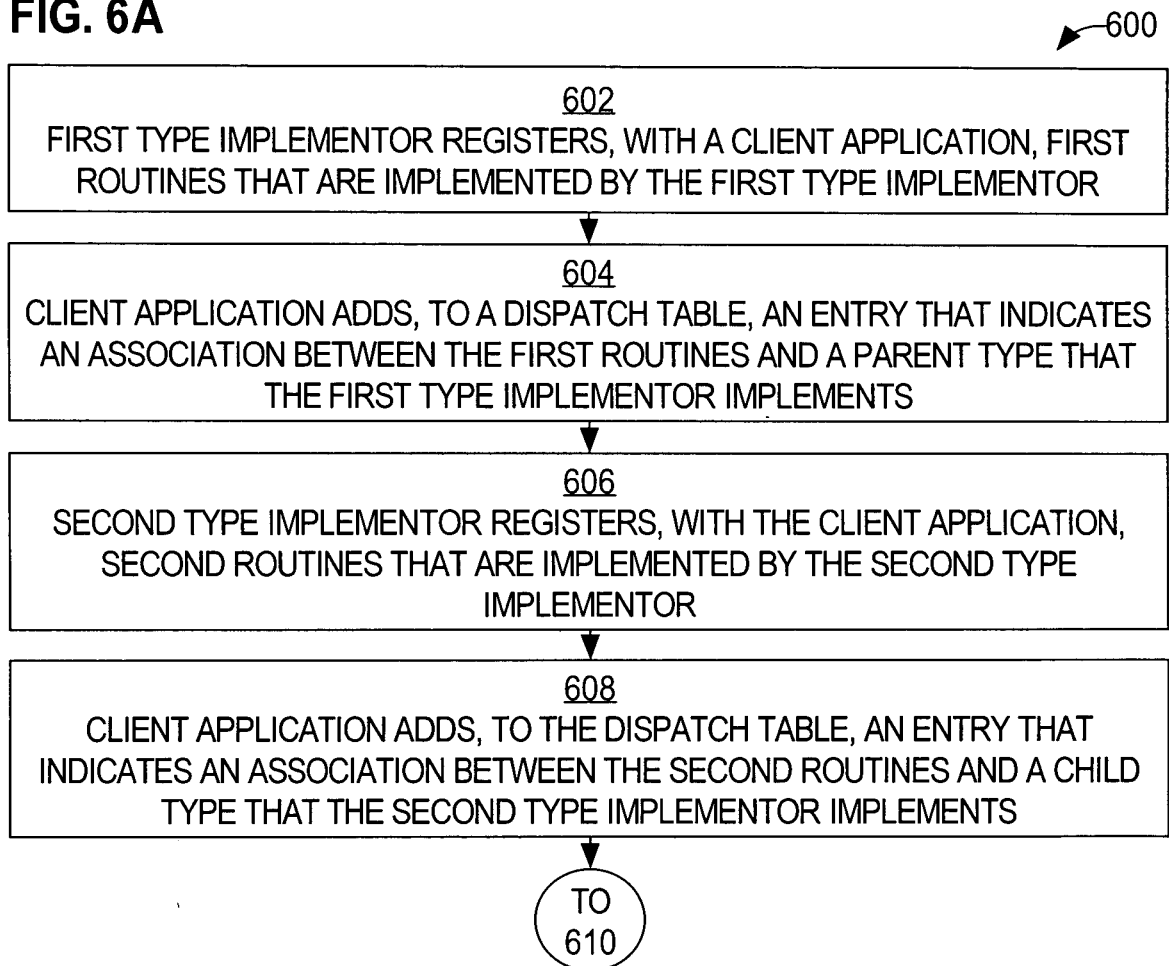 FIG. 6A
600
602
FIRST TYPE IMPLEMENTOR REGISTERS, WITH A CLIENT APPLICATION, FIRST
ROUTINES THAT ARE IMPLEMENTED BY THE FIRST TYPE IMPLEMENTOR
604
CLIENT APPLICATION ADDS, TO A DISPATCH TABLE, AN ENTRY THAT INDICATES
AN ASSOCIATION BETWEEN THE FIRST ROUTINES AND A PARENT TYPE THAT
THE FIRST TYPE IMPLEMENTOR IMPLEMENTS
606
SECOND TYPE IMPLEMENTOR REGISTERS, WITH THE CLIENT APPLICATION,
SECOND ROUTINES THAT ARE IMPLEMENTED BY THE SECOND TYPE
IMPLEMENTOR
608
CLIENT APPLICATION ADDS, TO THE DISPATCH TABLE, AN ENTRY THAT
INDICATES AN ASSOCIATION BETWEEN THE SECOND ROUTINES AND A CHILD
TYPE THAT THE SECOND TYPE IMPLEMENTOR IMPLEMENTS
TO
610